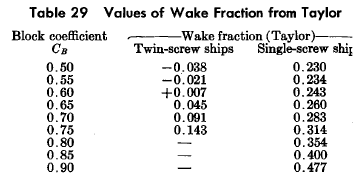 Table 29 Values of Wake Fraction from Taylor
Block coefficient —Wake fraction (Taylor)—
C_B Twin-screw ships Single-screw ship
0.50 −0.038 0.230
0.55 −0.021 0.234
0.60 +0.007 0.243
0.65 0.045 0.260
0.70 0.091 0.283
0.75 0.143 0.314
0.80 — 0.354
0.85 — 0.400
0.90 — 0.477